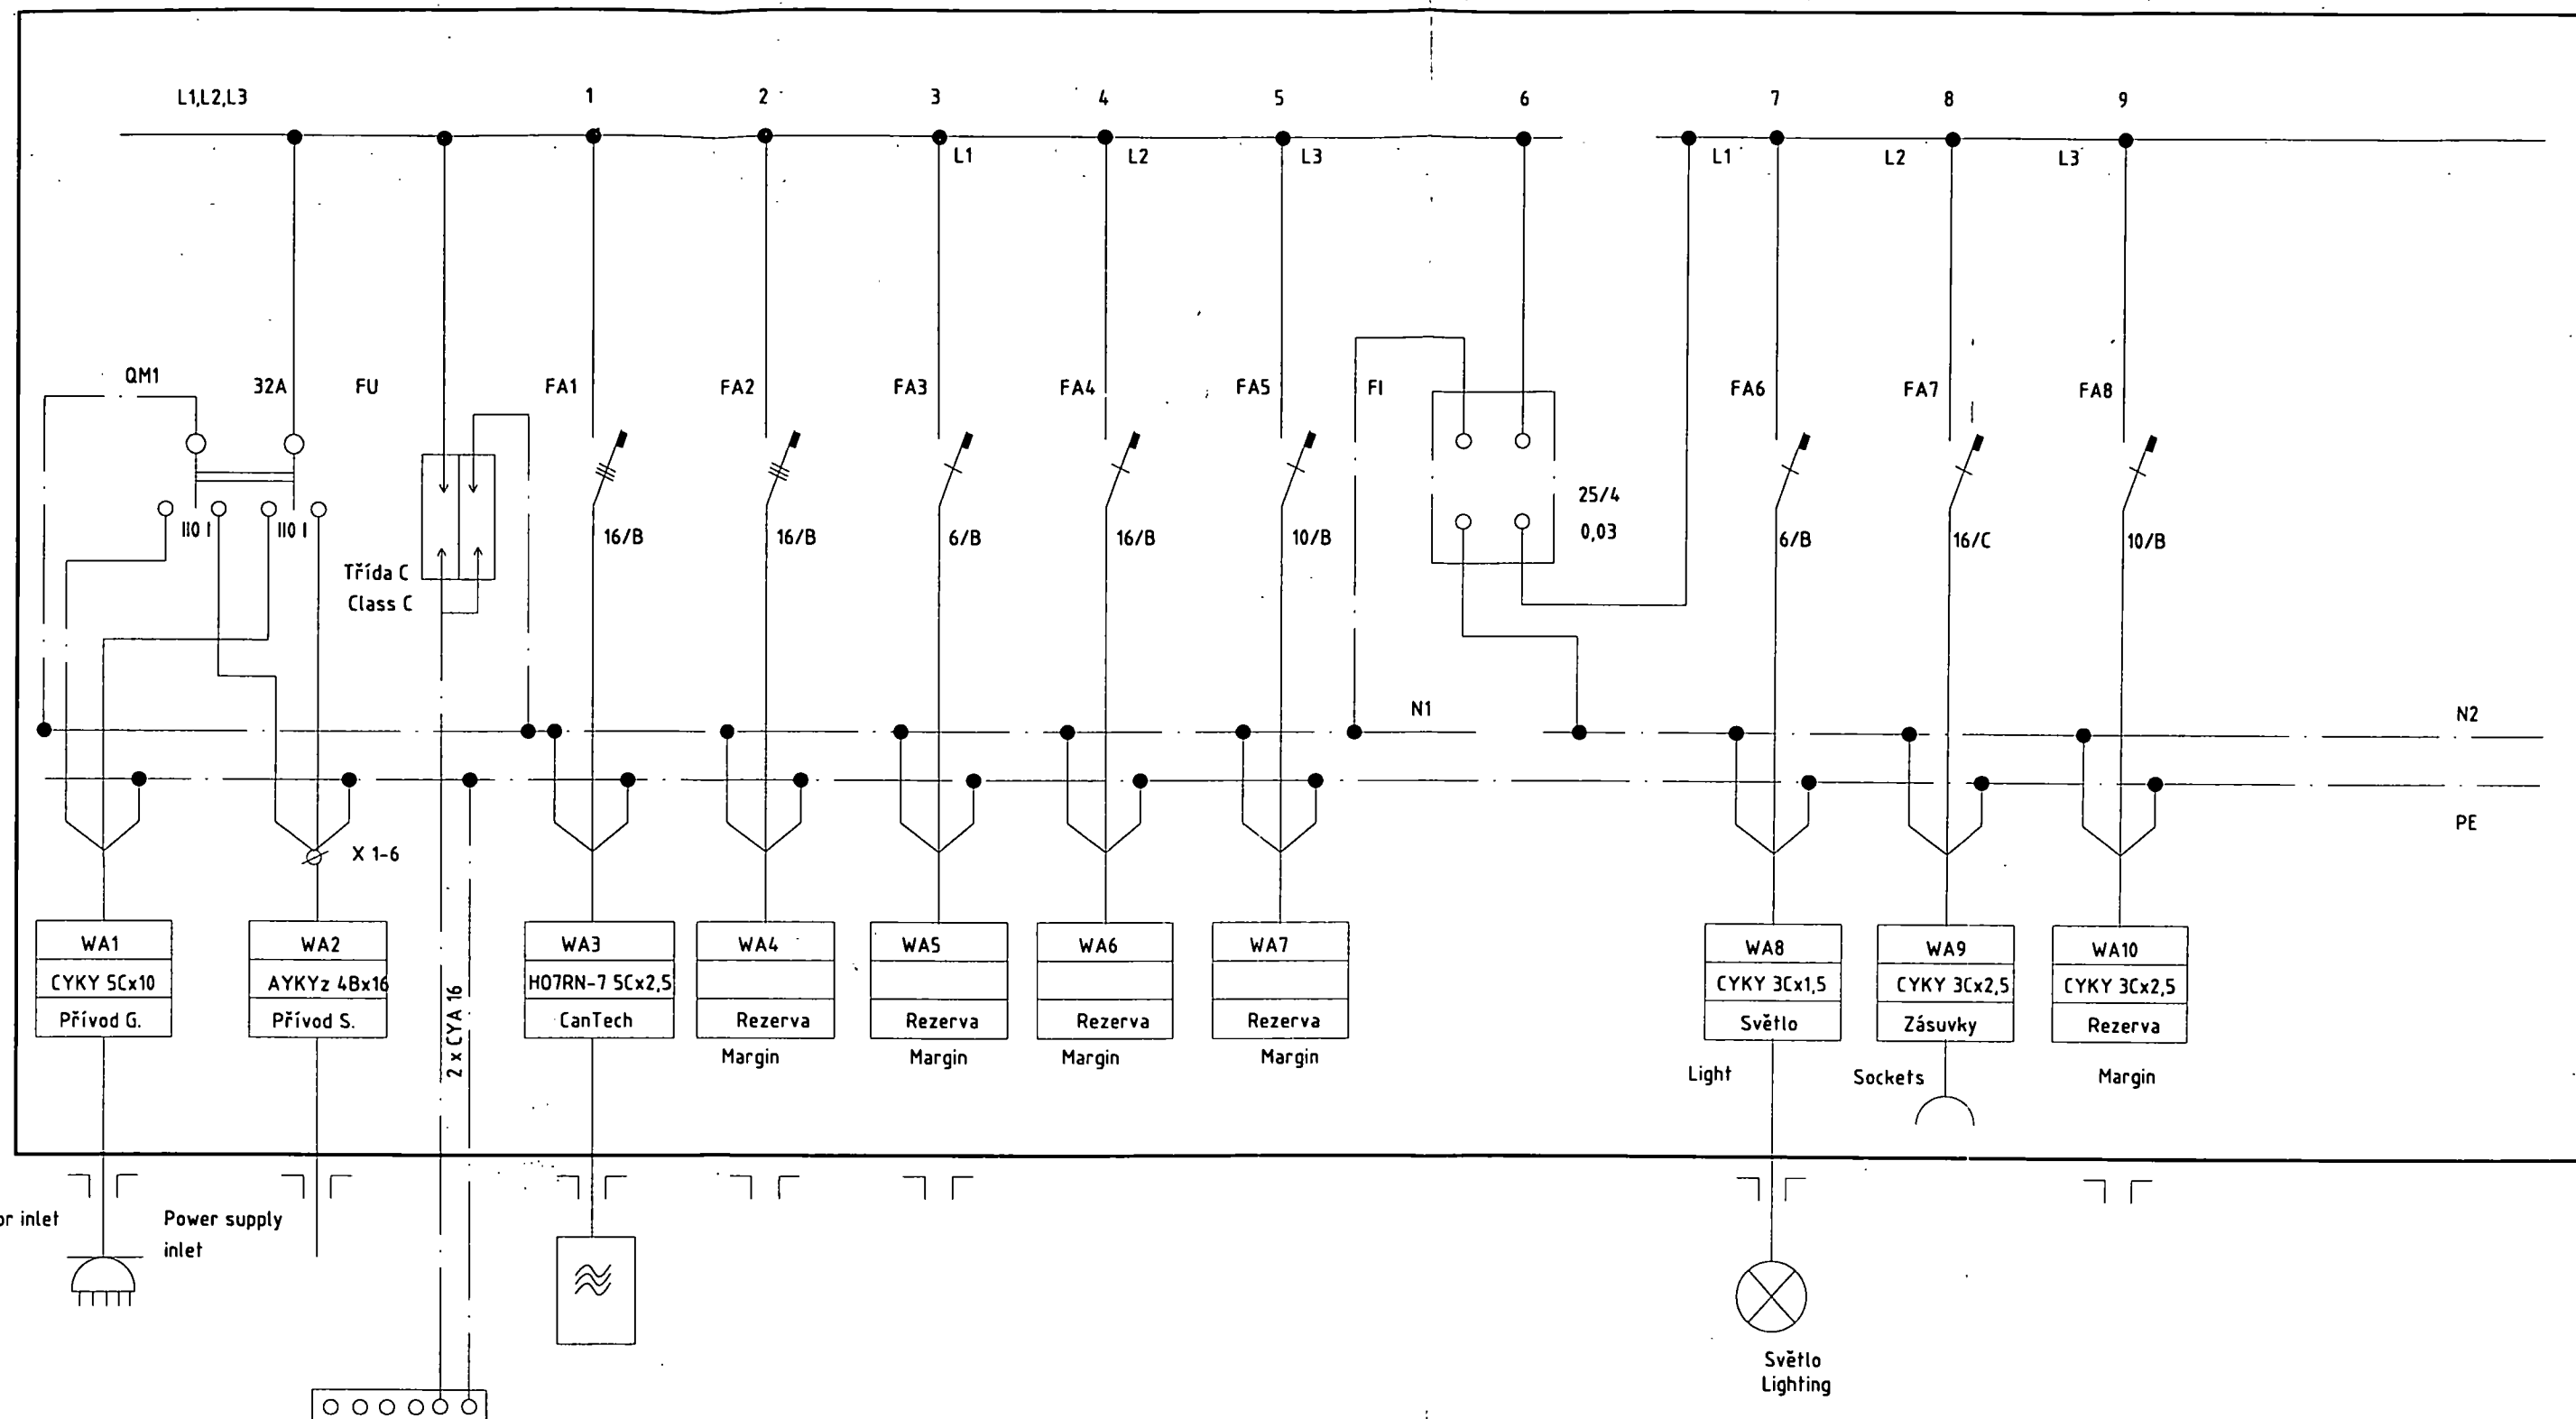 L1,L2,L3
1
2
3
4
5
6
7
8
9
L1
L2
L3
L1
L2
L3
QM1
32A
FU
FA1
FA2
FA3
FA4
FA5
FI
FA6
FA7
FA8
II0 I
II0 I
16/B
16/B
6/B
16/B
10/B
25/4
0,03
6/B
16/C
10/B
Třída C
Class C
N1
N2
PE
X 1-6
WA1
CYKY 5Cx10
Přívod G.
WA2
AYKYz 4Bx16
Přívod S.
2 x CYA 16
WA3
HO7RN-7 5Cx2,5
CanTech
WA4
Rezerva
Margin
WA5
Rezerva
Margin
WA6
Rezerva
Margin
WA7
Rezerva
Margin
WA8
CYKY 3Cx1,5
Světlo
Light
WA9
CYKY 3Cx2,5
Zásuvky
Sockets
WA10
CYKY 3Cx2,5
Rezerva
Margin
or inlet
Power supply
inlet
Světlo
Lighting